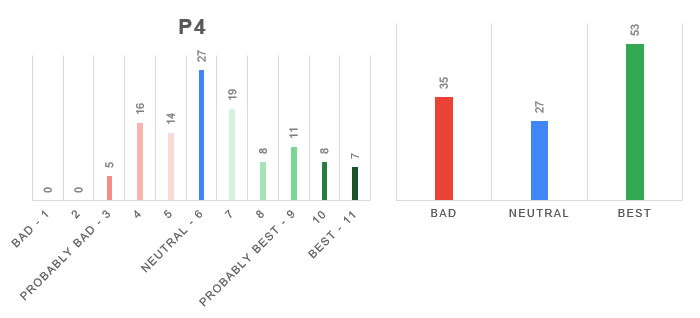 P4
0
0
5
16
14
27
19
8
11
8
7
BAD - 1
2
PROBABLY BAD - 3
4
5
NEUTRAL - 6
7
8
PROBABLY BEST - 9
10
BEST - 11
35
27
53
BAD
NEUTRAL
BEST